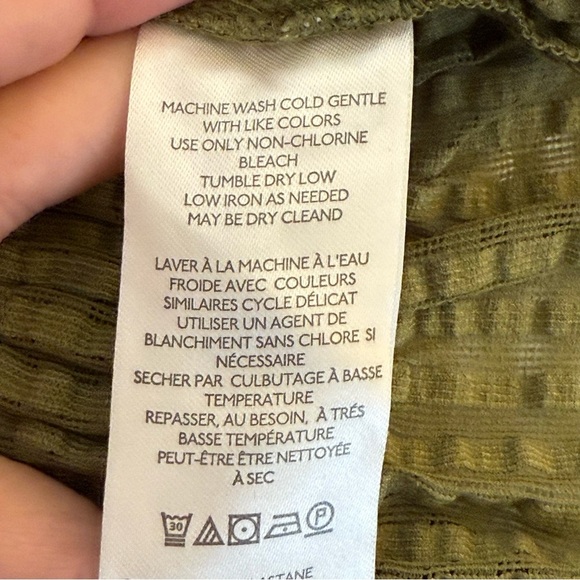 MACHINE WASH COLD GENTLE
WITH LIKE COLORS
USE ONLY NON-CHLORINE
BLEACH
TUMBLE DRY LOW
LOW IRON AS NEEDED
MAY BE DRY CLEAND
LAVER À LA MACHINE À L'EAU
FROIDE AVEC COULEURS
SIMILAIRES CYCLE DÉLICAT
UTILISER UN AGENT DE
BLANCHIMENT SANS CHLORE SI
NÉCESSAIRE
SECHER PAR CULBUTAGE À BASSE
TEMPERATURE
REPASSER, AU BESOIN, À TRÉS
BASSE TEMPÉRATURE
PEUT-ÊTRE ÊTRE NETTOYÉE
À SEC
30 P